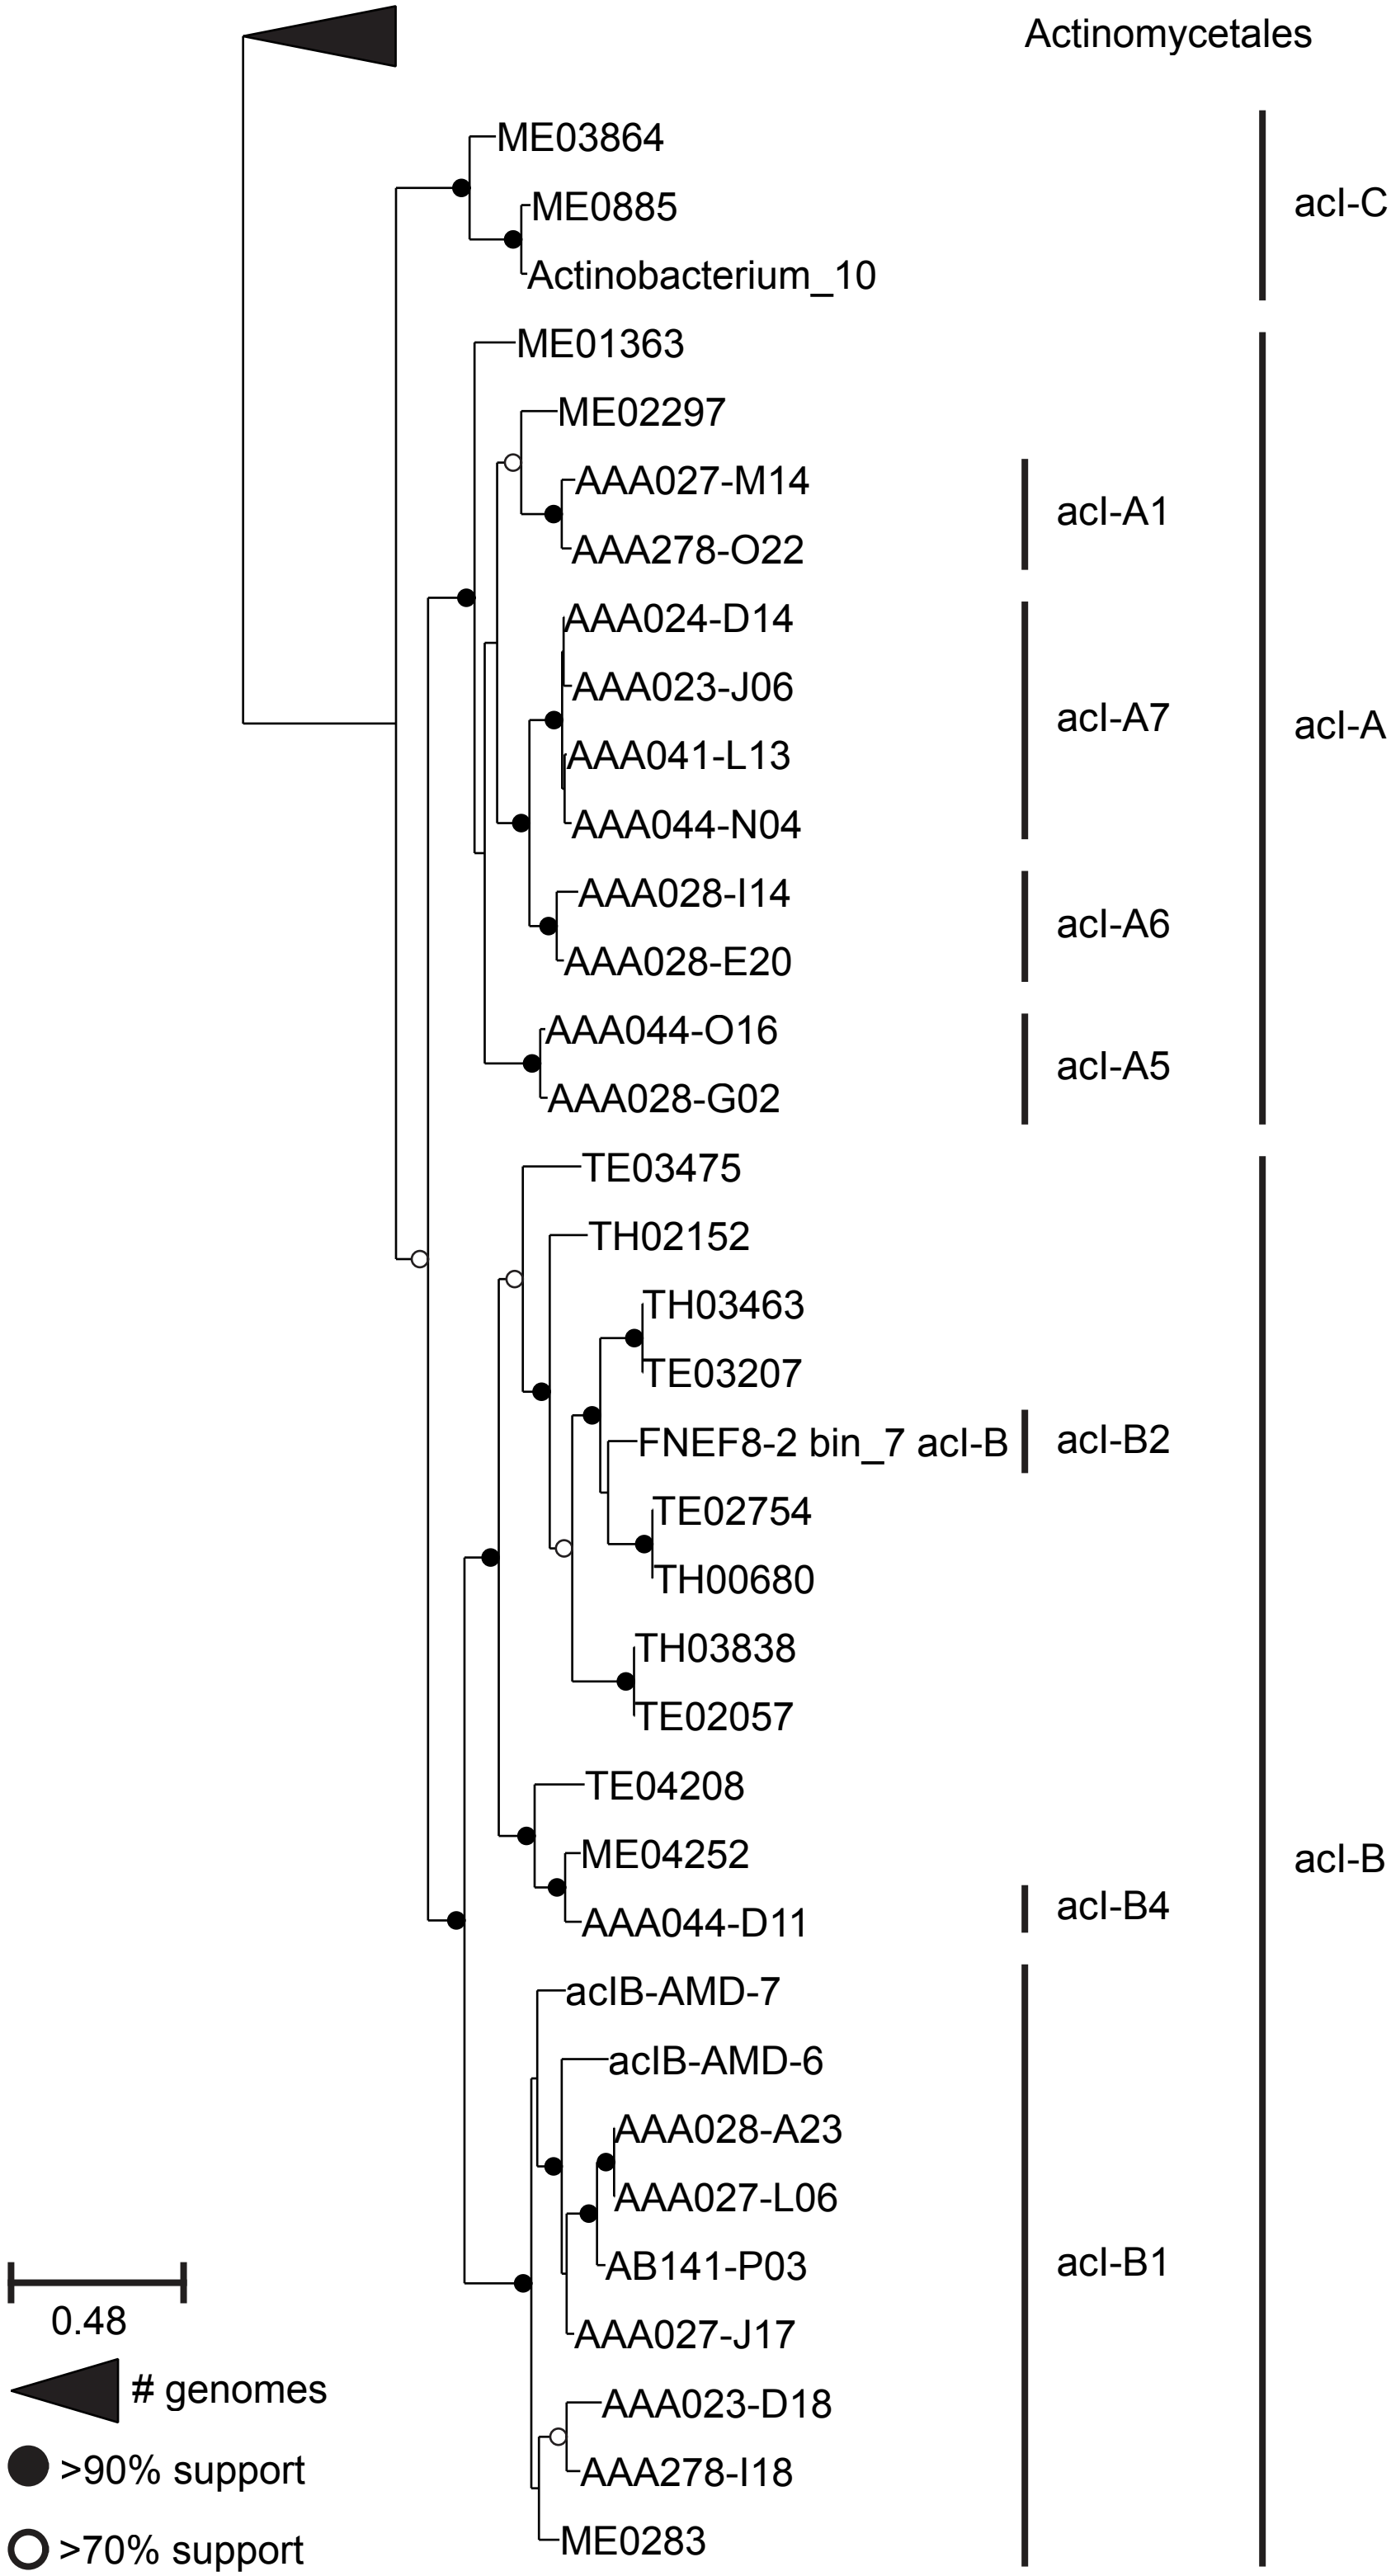 Actinomycetales
ME03864
ME0885
acI-C
Actinobacterium_10
ME01363
ME02297
AAA027-M14
acI-A1
AAA278-O22
AAA024-D14
AAA023-J06
acI-A7
acI-A
AAA041-L13
AAA044-N04
AAA028-I14
acI-A6
AAA028-E20
AAA044-O16
acI-A5
AAA028-G02
TE03475
TH02152
TH03463
TE03207
FNEF8-2 bin_7 acI-B
acI-B2
TE02754
TH00680
TH03838
TE02057
TE04208
ME04252
acI-B
AAA044-D11
acI-B4
acIB-AMD-7
acIB-AMD-6
AAA028-A23
AAA027-L06
AB141-P03
acI-B1
AAA027-J17
AAA023-D18
AAA278-I18
ME0283
0.48
# genomes
>90% support
>70% support